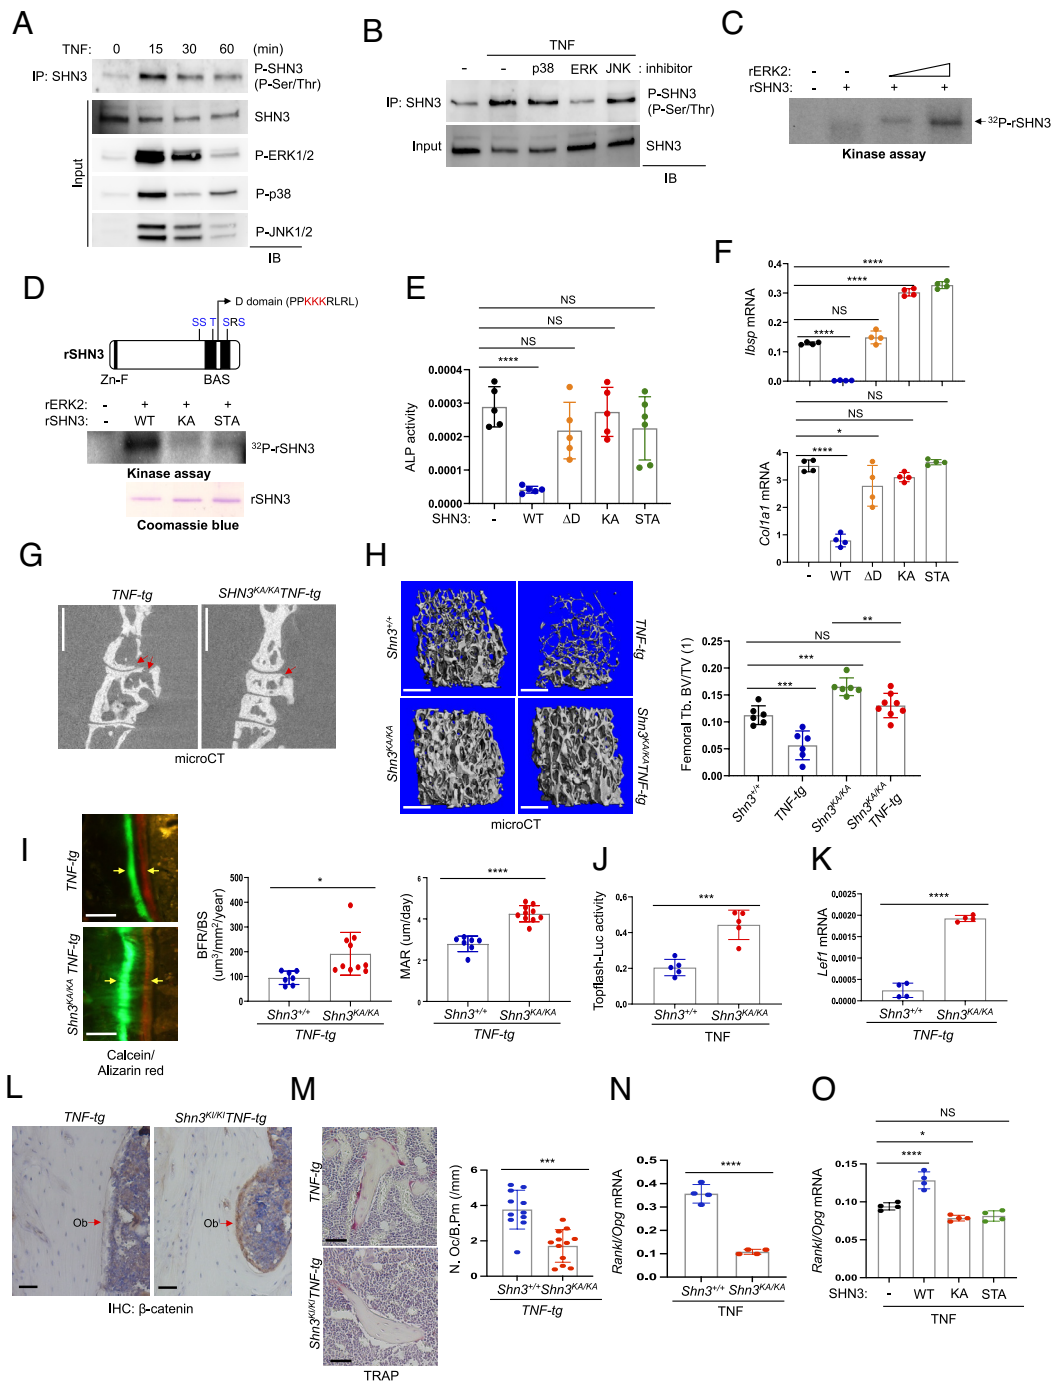 A
TNF: 0 15 30 60 (min)
IP: SHN3
P-SHN3
(P-Ser/Thr)
SHN3
P-ERK1/2
P-p38
P-JNK1/2
Input
IB
B
TNF
- - p38 ERK JNK : inhibitor
IP: SHN3
P-SHN3
(P-Ser/Thr)
Input
SHN3
IB
C
rERK2: - -
rSHN3: - + + +
32P-rSHN3
Kinase assay
D
D domain (PPKKKRLRL)
SS T SRS
rSHN3
Zn-F BAS
rERK2: - + + +
rSHN3: WT KA STA
32P-rSHN3
Kinase assay
rSHN3
Coomassie blue
E
NS
NS
NS
****
ALP activity
0.0004
0.0003
0.0002
0.0001
0.0000
SHN3: - WT ΔD KA STA
F
****
****
NS
****
Ibsp mRNA
0.4
0.3
0.2
0.1
0.0
NS
NS
*
****
Col1a1 mRNA
5
4
3
2
1
0
- WT ΔD KA STA
G
TNF-tg SHN3KA/KATNF-tg
microCT
H
Shn3+/+
TNF-tg
Shn3KA/KA
Shn3KA/KATNF-tg
microCT
**
NS
***
***
Femoral Tb. BV/TV (1)
0.20
0.15
0.10
0.05
0.00
Shn3+/+
TNF-tg
Shn3KA/KA
Shn3KA/KA
TNF-tg
I
TNF-tg
Shn3KA/KA TNF-tg
Calcein/
Alizarin red
*
BFR/BS
(um3/mm2/year)
500
400
300
200
100
0
Shn3+/+ Shn3KA/KA
TNF-tg
****
MAR (um/day)
6
4
2
0
Shn3+/+ Shn3KA/KA
TNF-tg
J
***
Topflash-Luc activity
0.6
0.4
0.2
0.0
Shn3+/+ Shn3KA/KA
TNF
K
****
Lef1 mRNA
0.0025
0.0020
0.0015
0.0010
0.0005
0.0000
Shn3+/+ Shn3KA/KA
TNF-tg
L
TNF-tg Shn3KI/KITNF-tg
Ob
Ob
IHC: β-catenin
M
TNF-tg
Shn3KI/KITNF-tg
TRAP
***
N. Oc/B.Pm (/mm)
6
4
2
0
Shn3+/+ Shn3KA/KA
TNF-tg
N
****
Rankl/Opg mRNA
0.5
0.4
0.3
0.2
0.1
0.0
Shn3+/+ Shn3KA/KA
TNF
O
NS
*
****
Rankl/Opg mRNA
0.15
0.10
0.05
0.00
SHN3: - WT KA STA
TNF